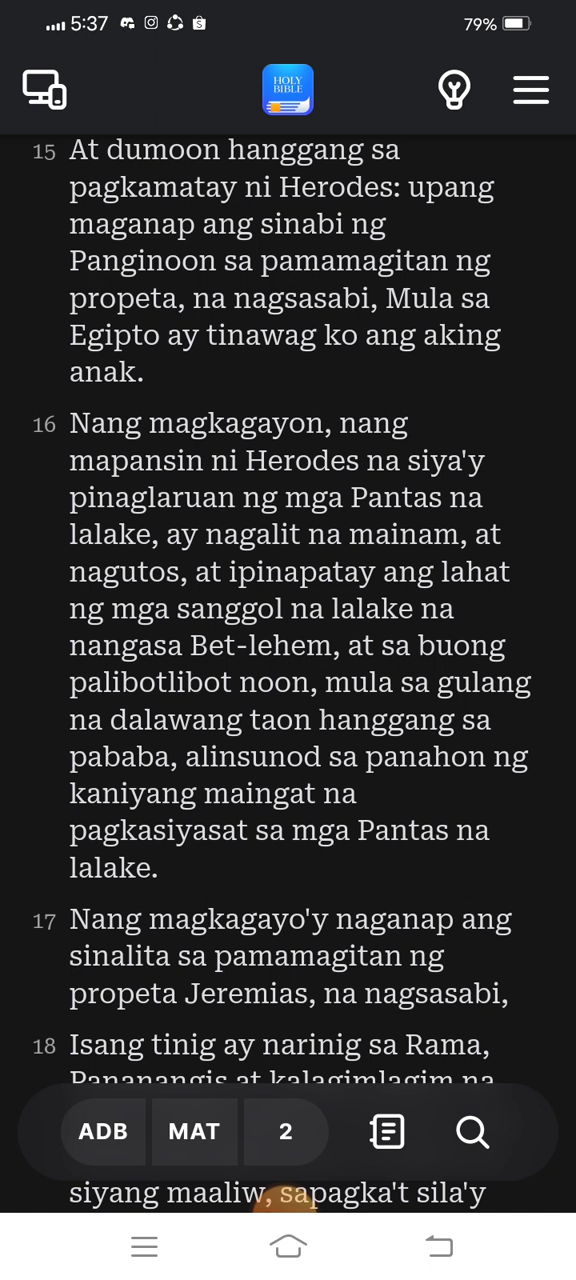 5:37
79%
HOLY
BIBLE
15 At dumoon hanggang sa
pagkamatay ni Herodes: upang
maganap ang sinabi ng
Panginoon sa pamamagitan ng
propeta, na nagsasabi, Mula sa
Egipto ay tinawag ko ang aking
anak.
16 Nang magkagayon, nang
mapansin ni Herodes na siya'y
pinaglaruan ng mga Pantas na
lalake, ay nagalit na mainam, at
nagutos, at ipinapatay ang lahat
ng mga sanggol na lalake na
nangasa Bet-lehem, at sa buong
palibotlibot noon, mula sa gulang
na dalawang taon hanggang sa
pababa, alinsunod sa panahon ng
kaniyang maingat na
pagkasiyasat sa mga Pantas na
lalake.
17 Nang magkagayo'y naganap ang
sinalita sa pamamagitan ng
propeta Jeremias, na nagsasabi,
18 Isang tinig ay narinig sa Rama,
Pananangis at kalagimlagim na
ADB MAT 2
siyang maaliw, sapagka't sila'y